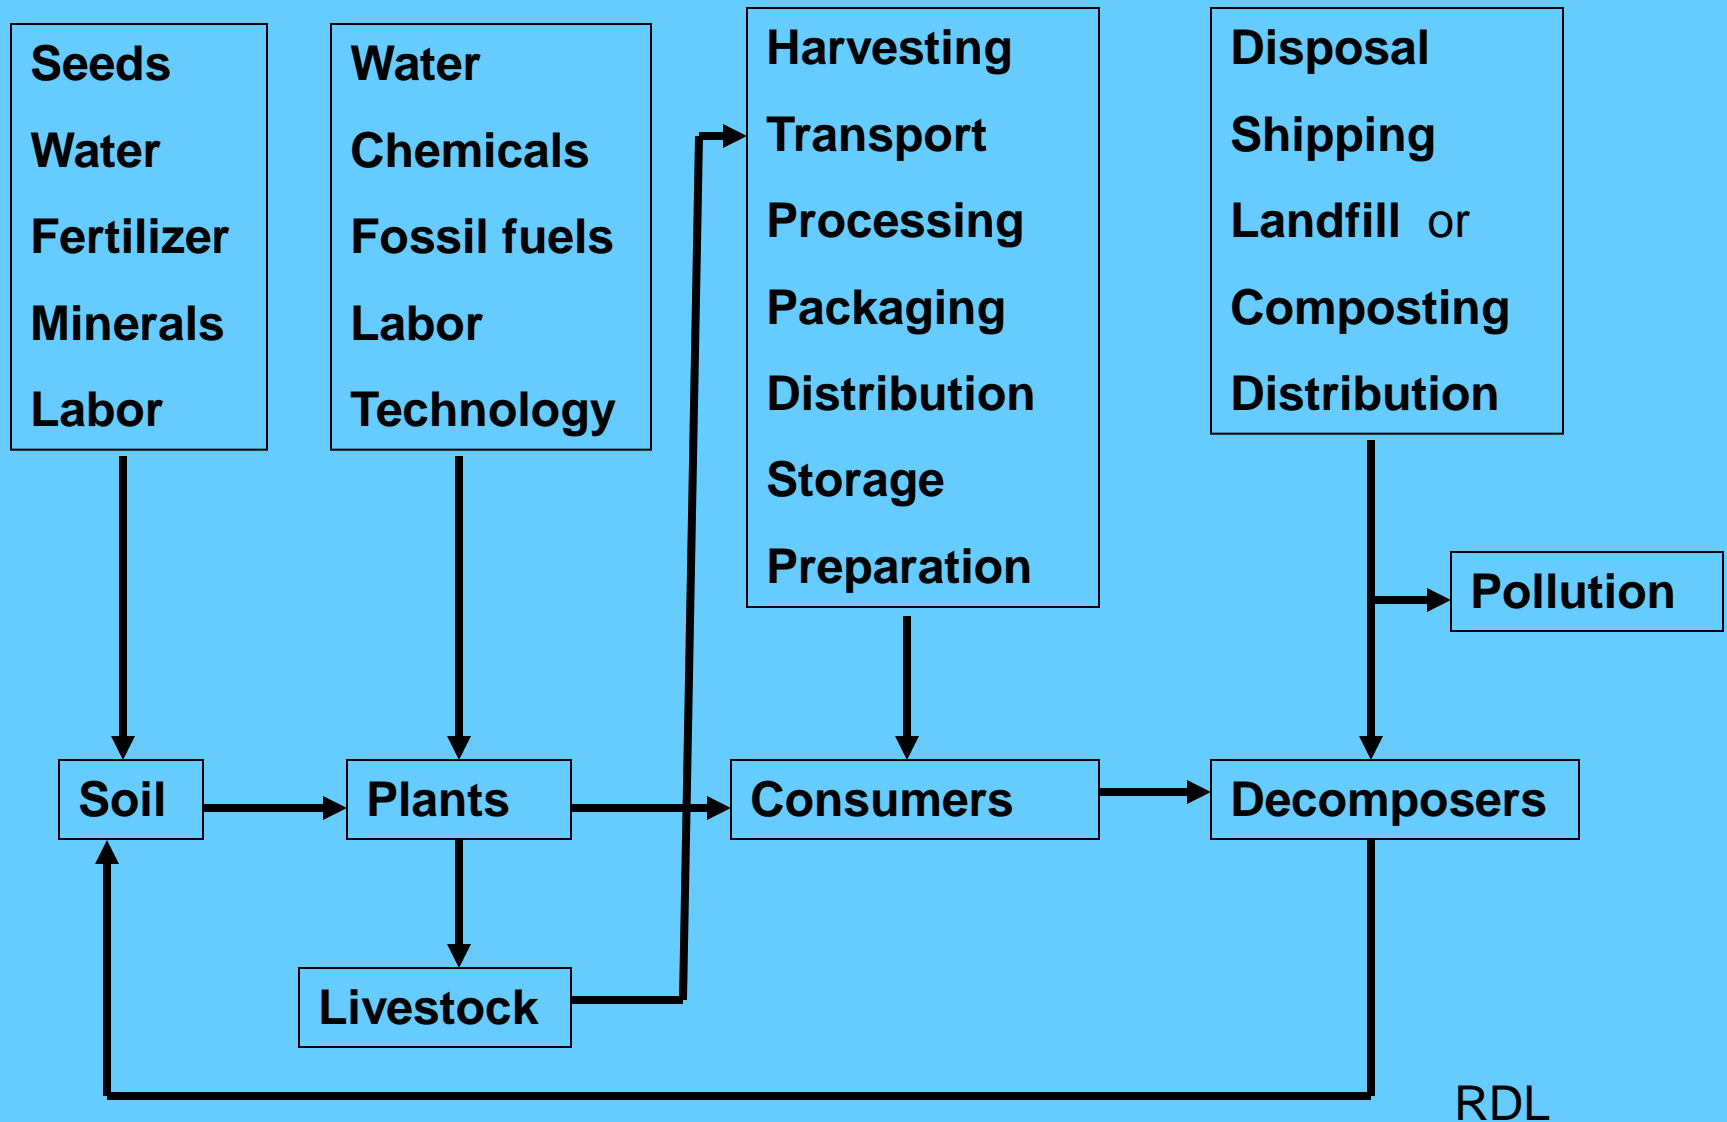 Seeds
Water
Fertilizer
Minerals
Labor
Water
Chemicals
Fossil fuels
Labor
Technology
Harvesting
Transport
Processing
Packaging
Distribution
Storage
Preparation
Disposal
Shipping
Landfill or
Composting
Distribution
Pollution
Soil
Plants
Consumers
Decomposers
Livestock
RDL